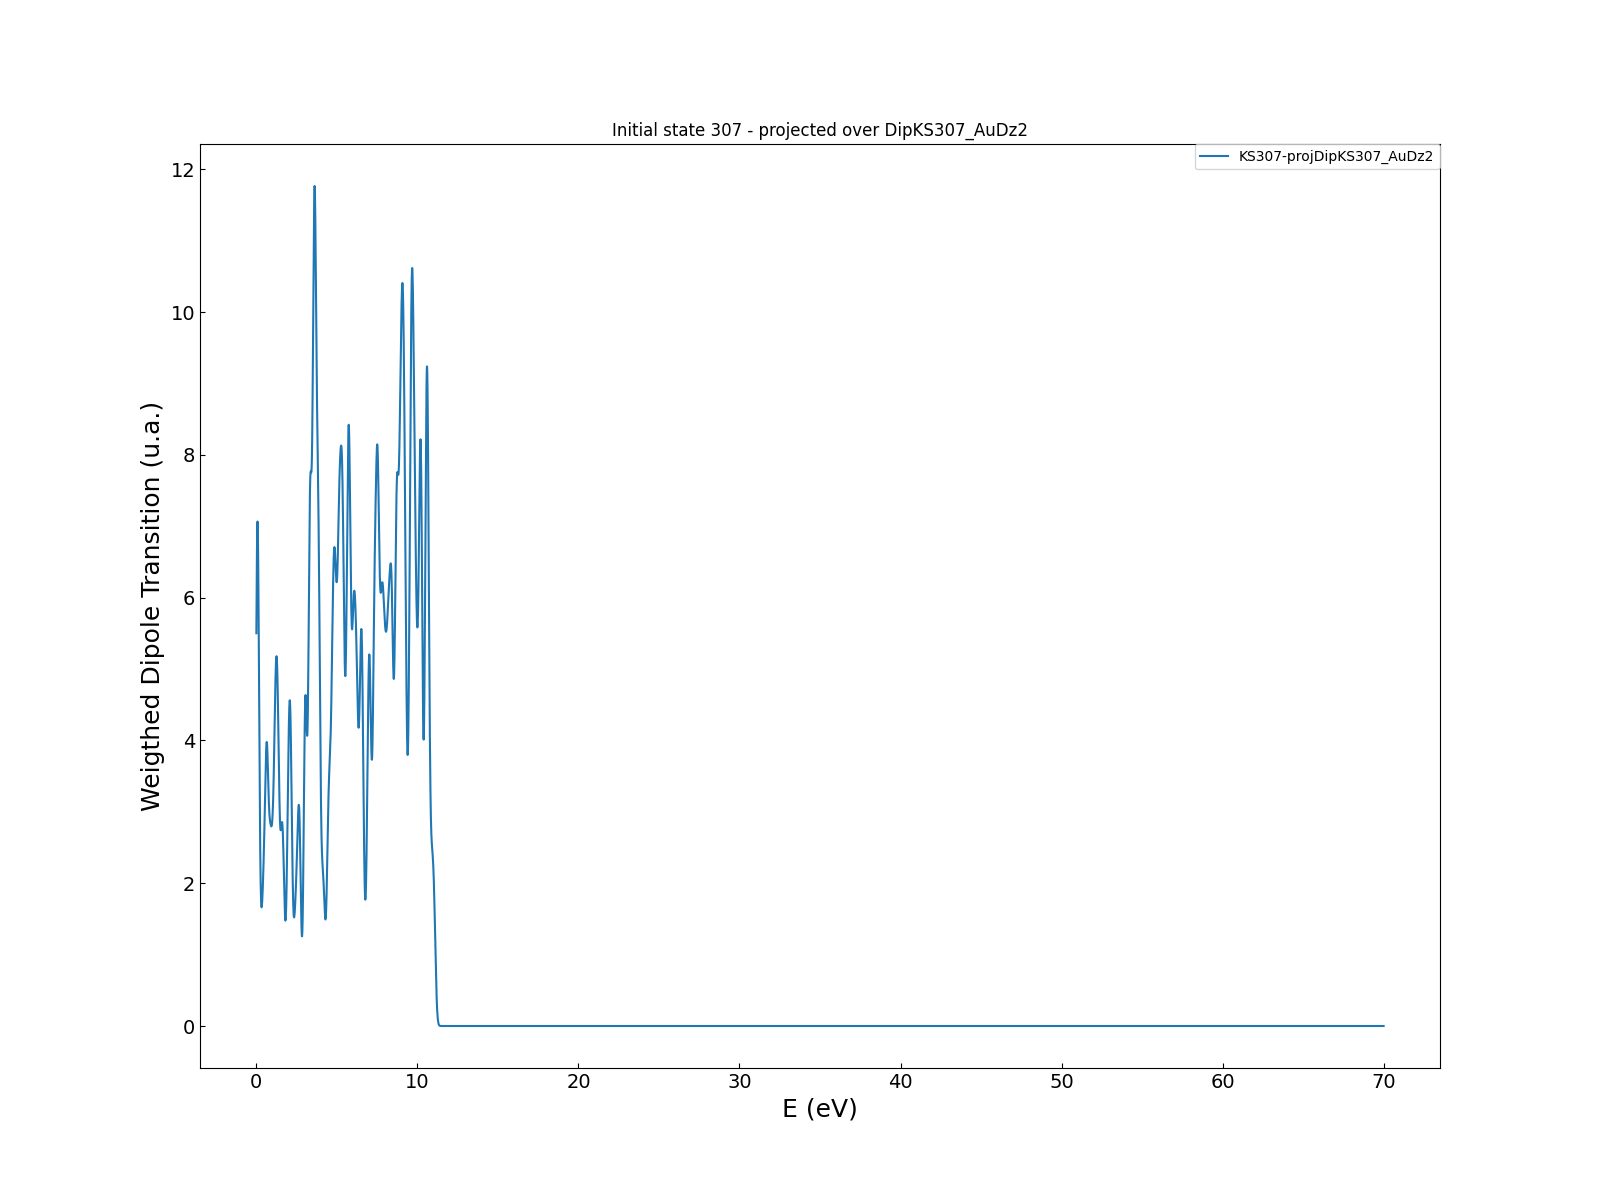 Initial state 307 - projected over DipKS307_AuDz2
KS307-projDipKS307_AuDz2
12
10
8
6
4
2
0
Weigthed Dipole Transition (u.a.)
0 10 20 30 40 50 60 70
E (eV)